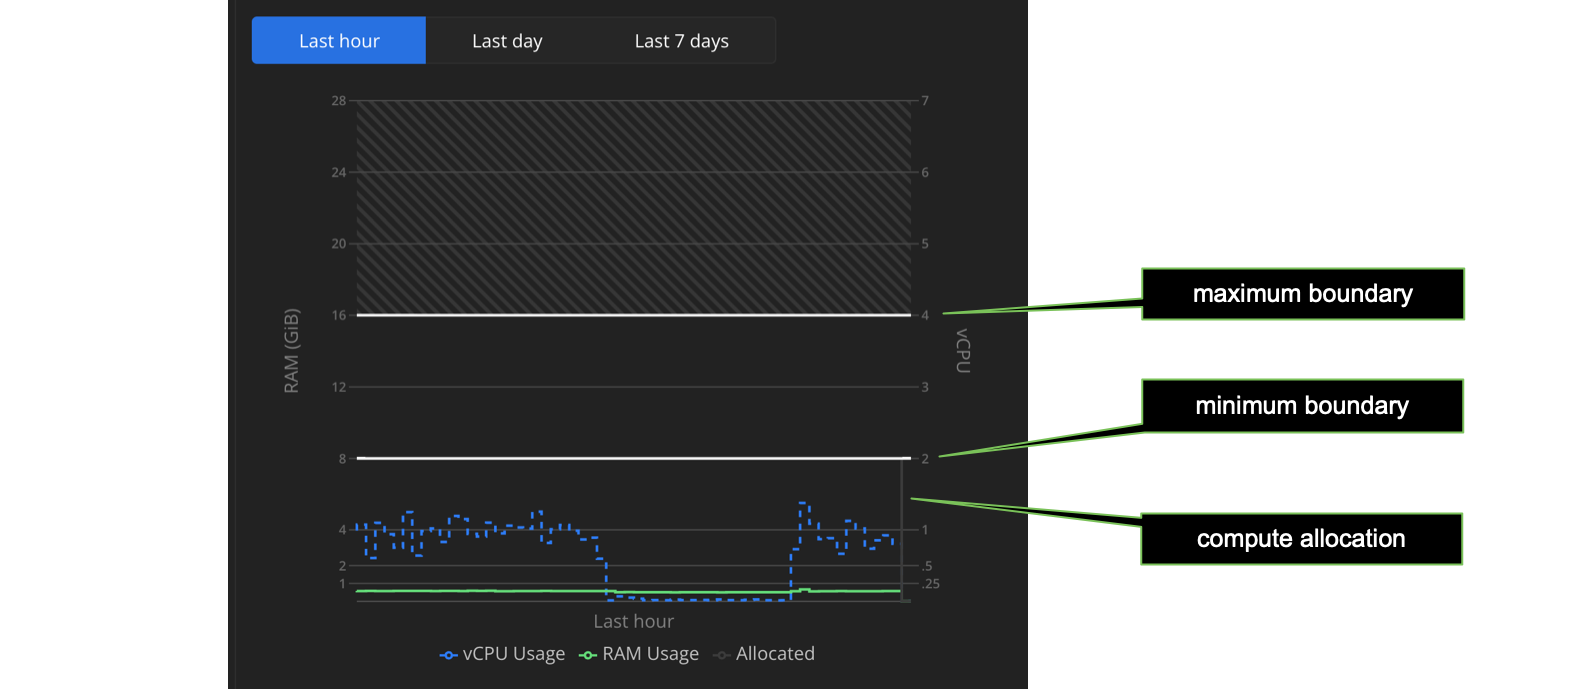 Last hour Last day Last 7 days
28 7
24 6
20 5
maximum boundary
16 4
RAM (GiB) vCPU
12 3
minimum boundary
8 2
4 1
compute allocation
2 .5
1 .25
Last hour
vCPU Usage RAM Usage Allocated